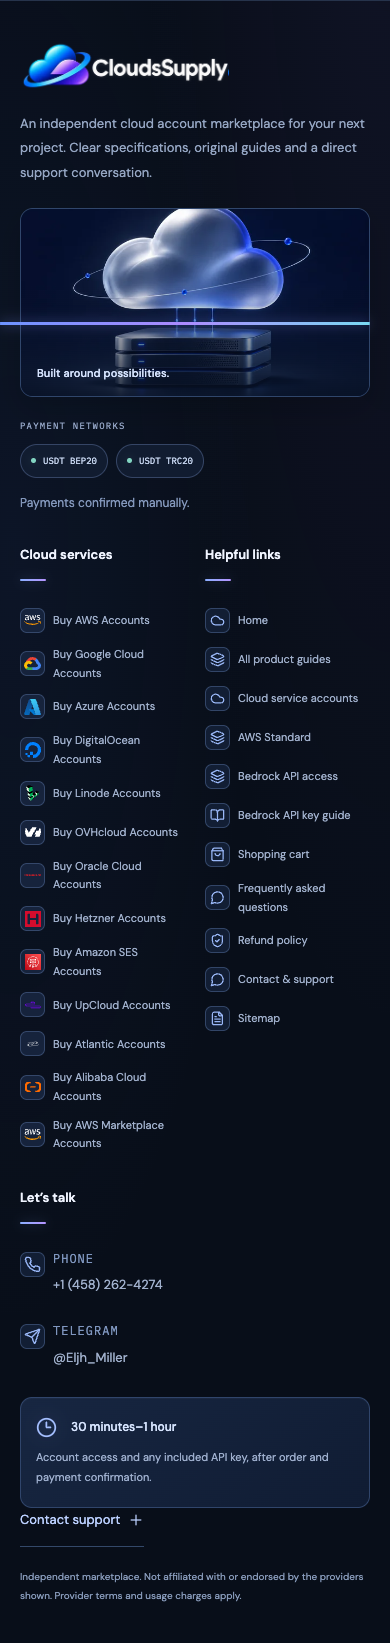 CloudsSupply
An independent cloud account marketplace for your next
project. Clear specifications, original guides and a direct
support conversation.
Built around possibilities.
PAYMENT NETWORKS
USDT BEP20
USDT TRC20
Payments confirmed manually.
Cloud services
aws Buy AWS Accounts
Buy Google Cloud
Accounts
Buy Azure Accounts
Buy DigitalOcean
Accounts
Buy Linode Accounts
Buy OVHcloud Accounts
Buy Oracle Cloud
Accounts
Buy Hetzner Accounts
Buy Amazon SES
Accounts
Buy UpCloud Accounts
Buy Atlantic Accounts
Buy Alibaba Cloud
Accounts
aws Buy AWS Marketplace
Accounts
Helpful links
Home
All product guides
Cloud service accounts
AWS Standard
Bedrock API access
Bedrock API key guide
Shopping cart
Frequently asked
questions
Refund policy
Contact & support
Sitemap
Let's talk
PHONE
+1 (458) 262-4274
TELEGRAM
@Eljh_Miller
30 minutes–1 hour
Account access and any included API key, after order and
payment confirmation.
Contact support +
Independent marketplace. Not affiliated with or endorsed by the providers
shown. Provider terms and usage charges apply.